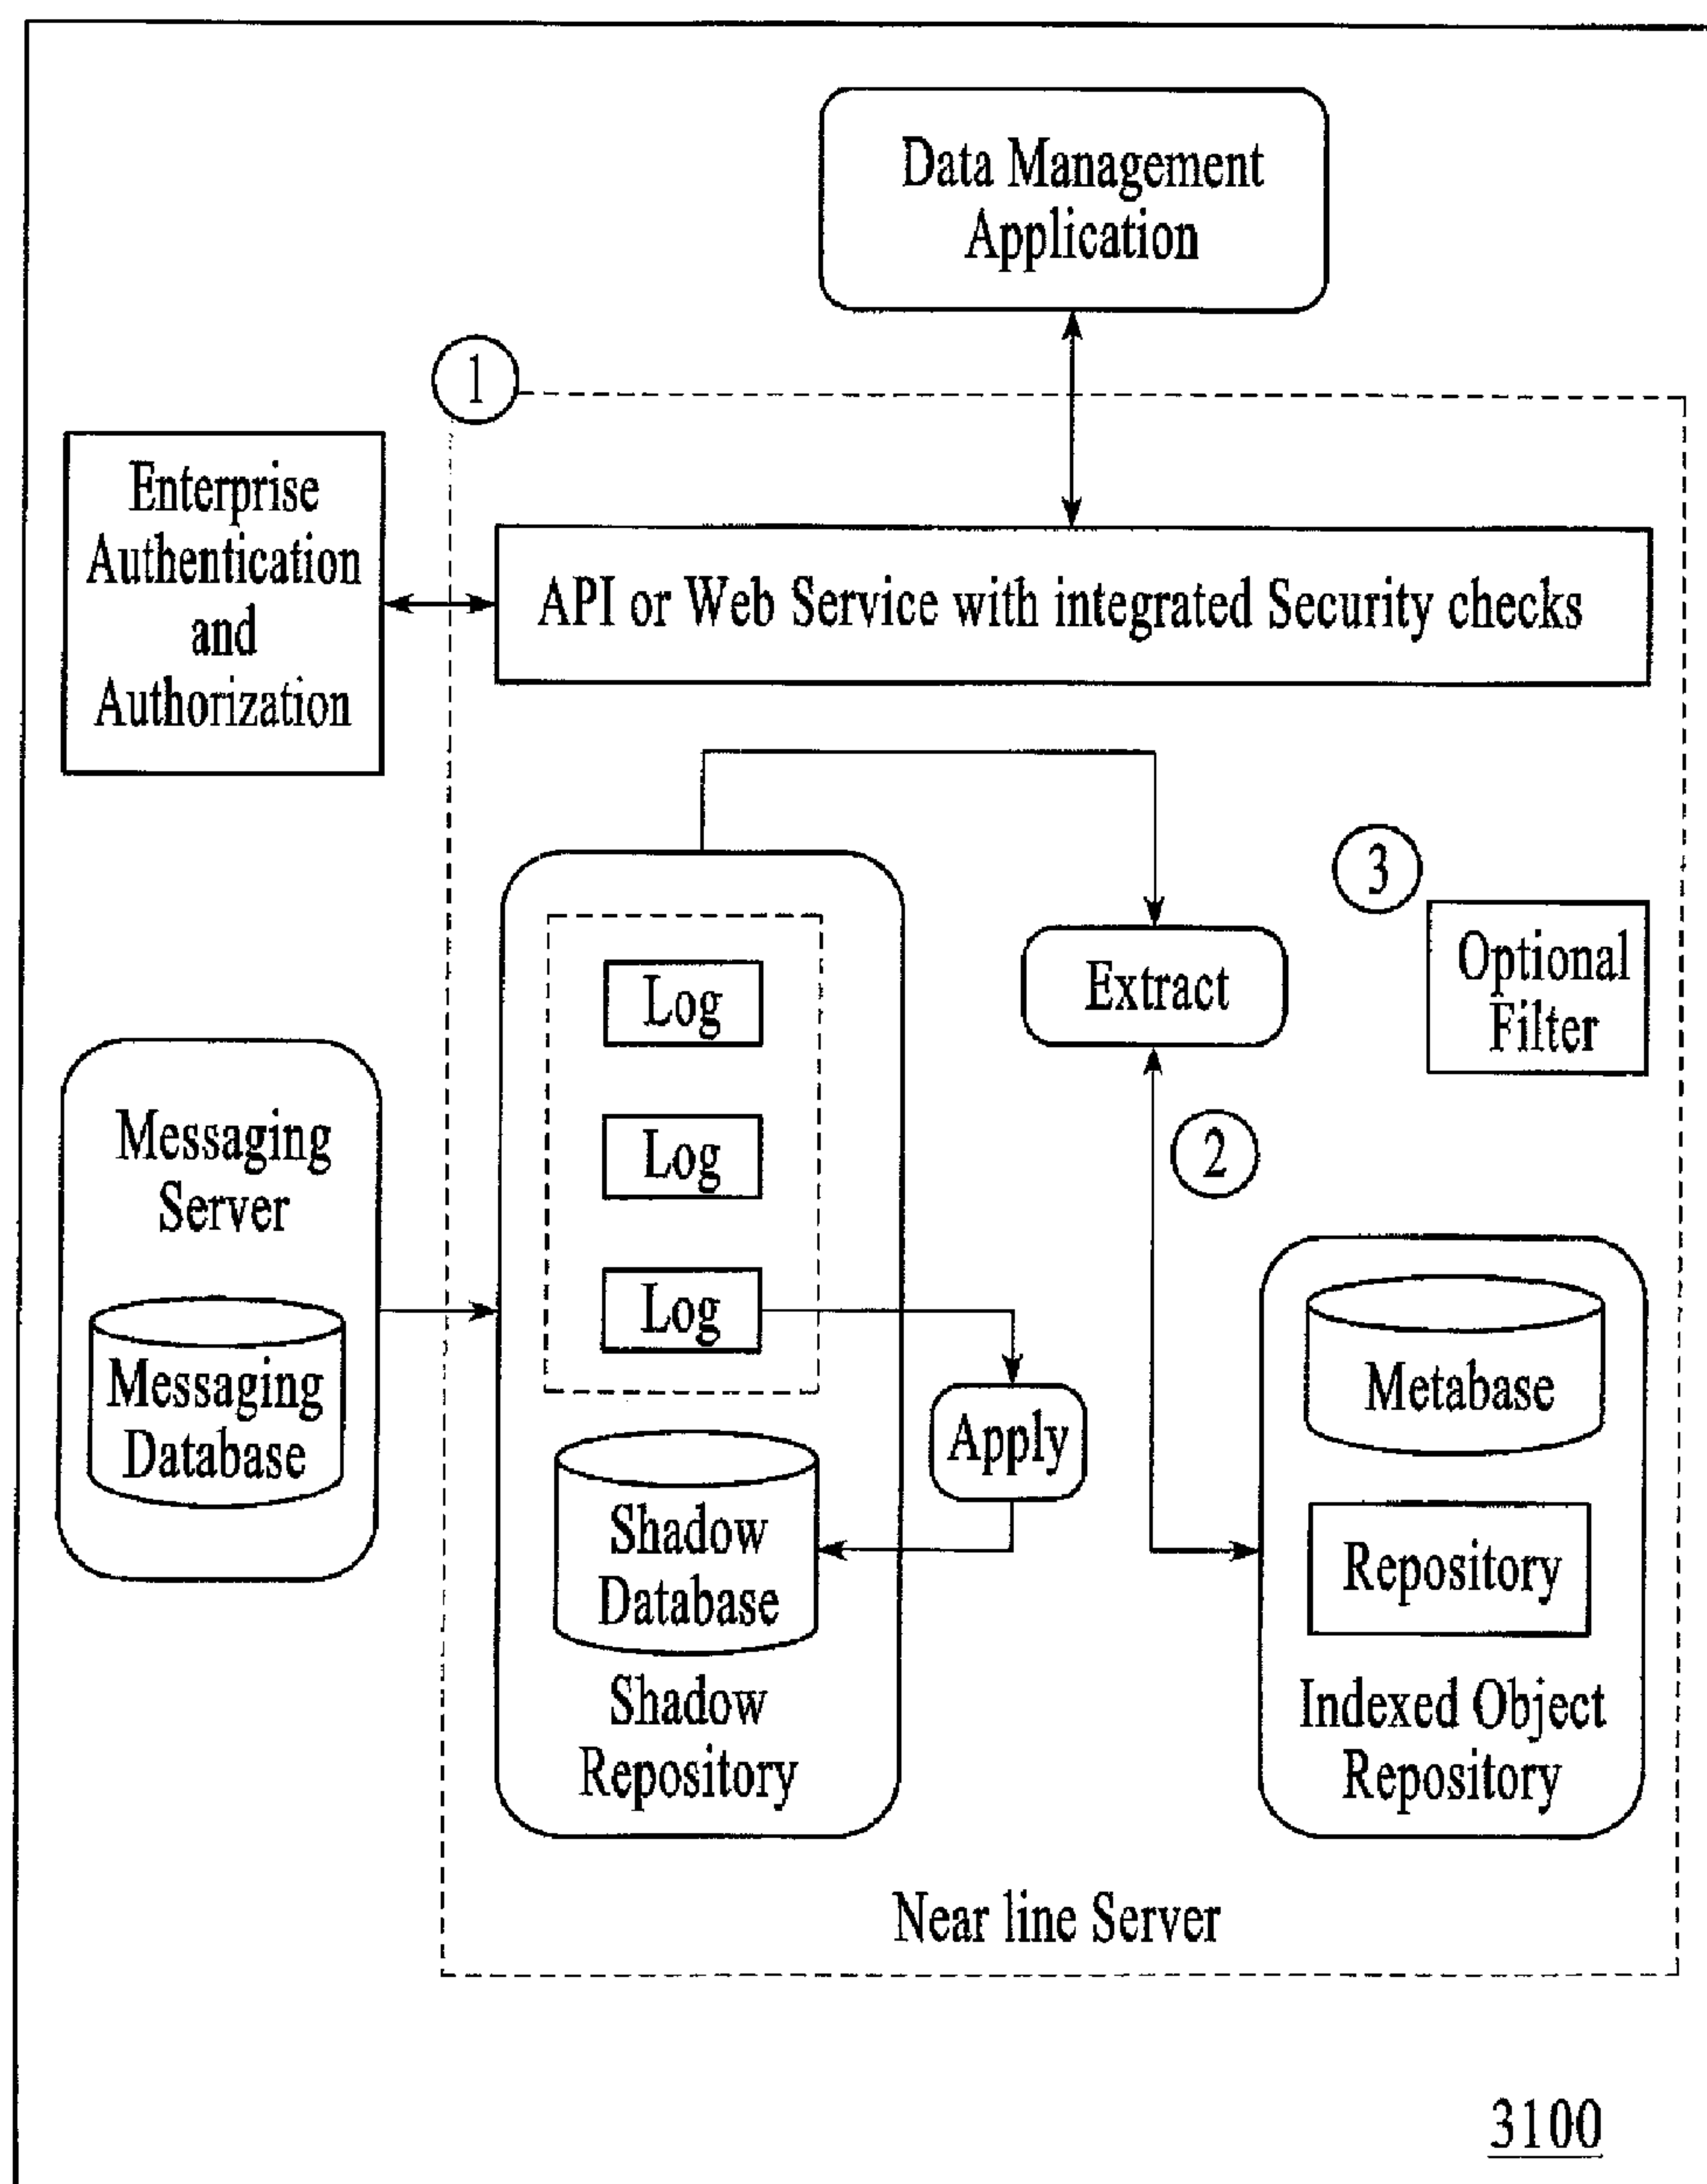 Data Management
Application
1
Enterprise
Authentication
and
Authorization
API or Web Service with integrated Security checks
3
Optional
Filter
Extract
Log
Log
Log
2
Messaging
Server
Messaging
Database
Apply
Metabase
Repository
Shadow
Database
Shadow
Repository
Indexed Object
Repository
Near line Server
3100